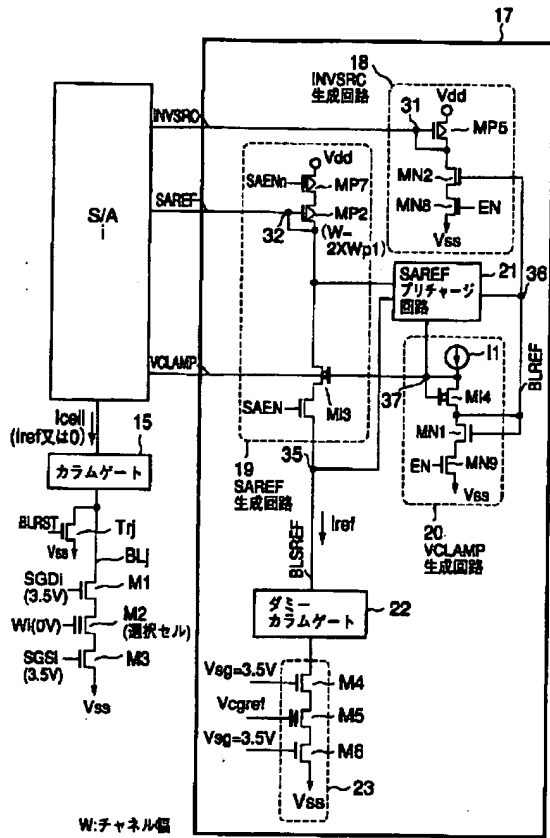 17
18
INVSRC
生成回路
31
Vdd
MP5
MN2
MN8
EN
Vss
INVSRC
S/A
i
SAREF
VCLAMP
Vdd
SAENn
MP7
MP2
32
(W=
2XWp1)
SAREF
プリチャージ
回路
21
36
BLREF
37
I1
MI4
MN1
EN
MN9
Vss
20
VCLAMP
生成回路
MI3
SAEN
19
SAREF
生成回路
35
Iref
BLSREF
Icell
(Iref又は0)
15
カラムゲート
BLRST
Trj
Vss
BLj
SGDi
(3.5V)
M1
Wi(0V)
M2
(選択セル)
SGSi
(3.5V)
M3
Vss
ダミー
カラムゲート
22
Vsg=3.5V
M4
Vcgref
M5
Vsg=3.5V
M6
Vss
23
W:チャネル幅